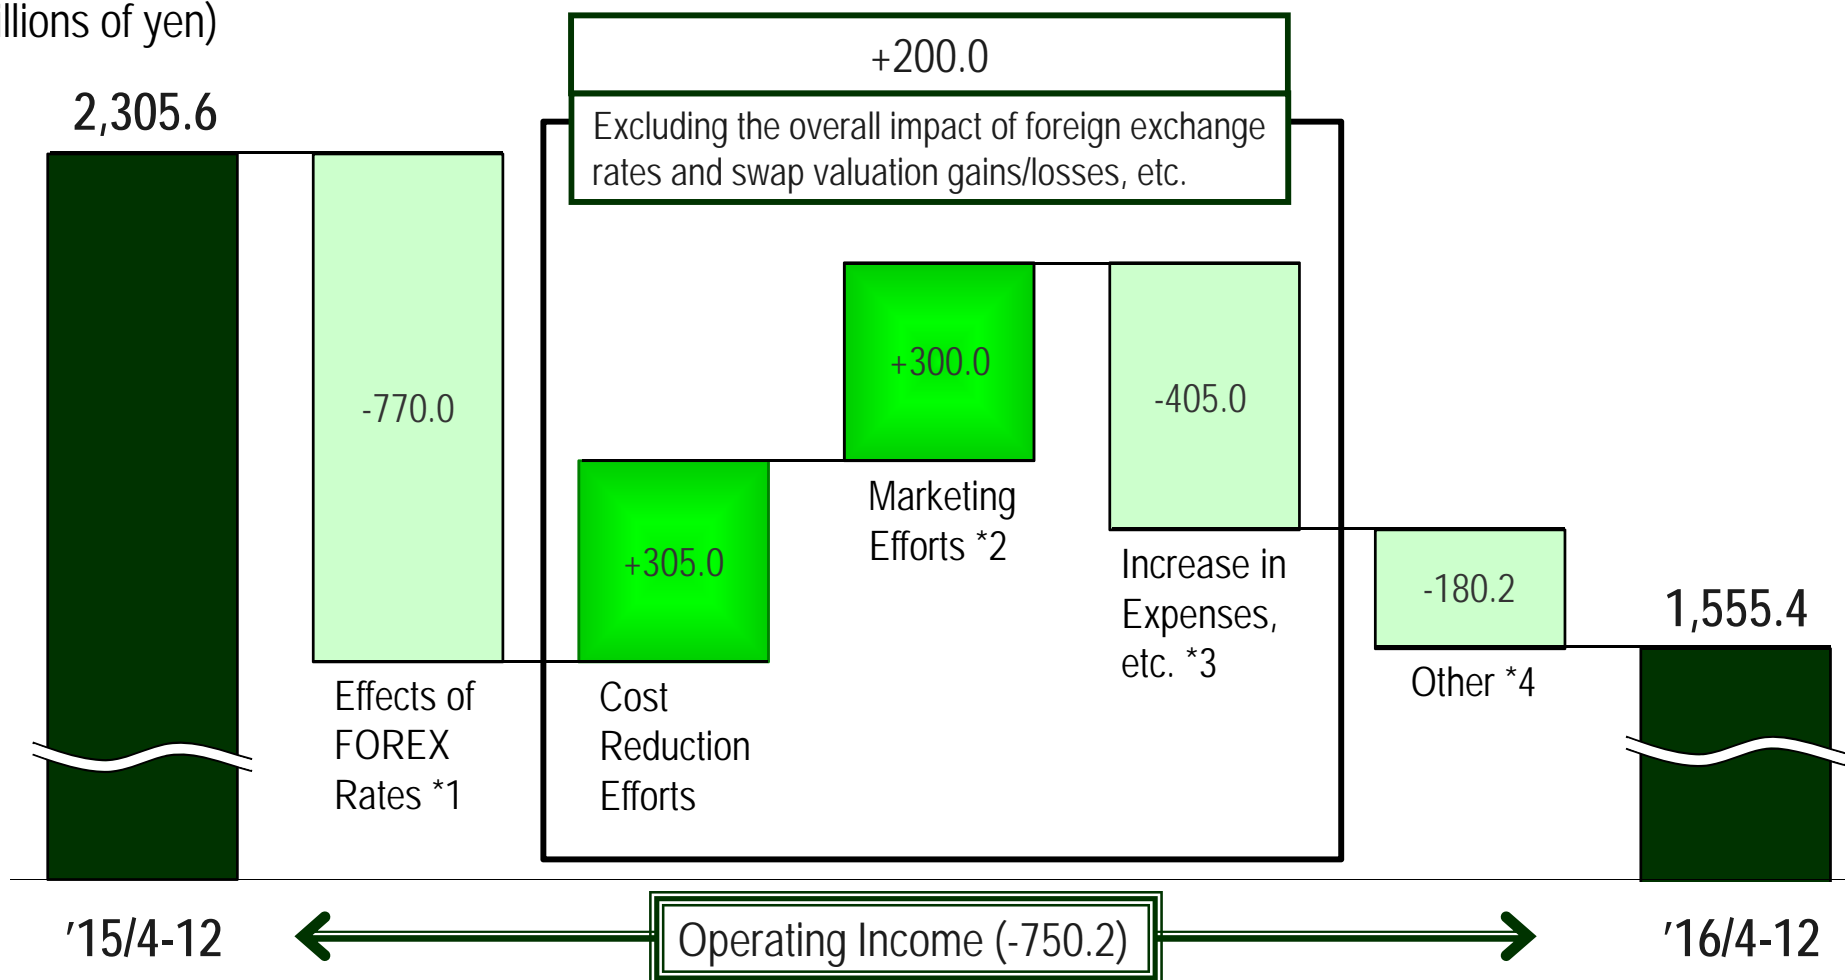 illions of yen)
+200.0
Excluding the overall impact of foreign exchange
rates and swap valuation gains/losses, etc.
2,305.6
-770.0
+305.0
+300.0
-405.0
-180.2
1,555.4
Effects of
FOREX
Rates *1
Cost
Reduction
Efforts
Marketing
Efforts *2
Increase in
Expenses,
etc. *3
Other *4
’15/4-12
Operating Income (-750.2)
’16/4-12